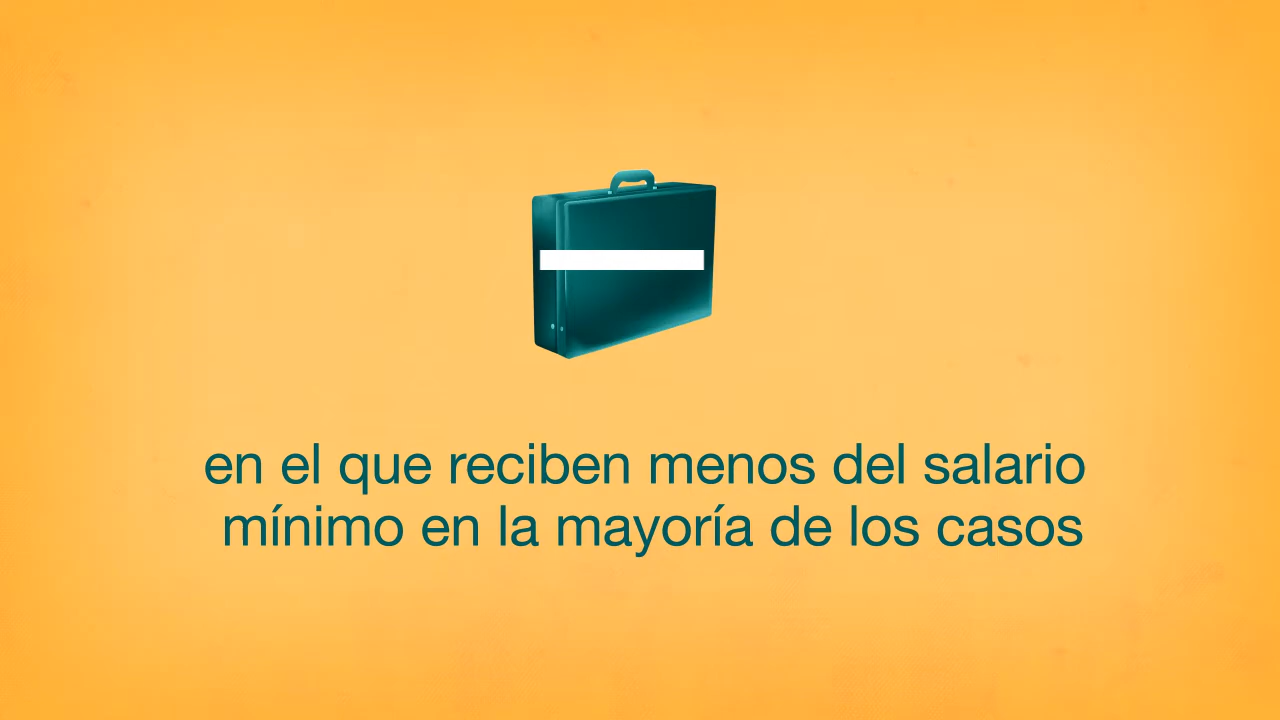 en el que reciben menos del salario
mínimo en la mayoría de los casos